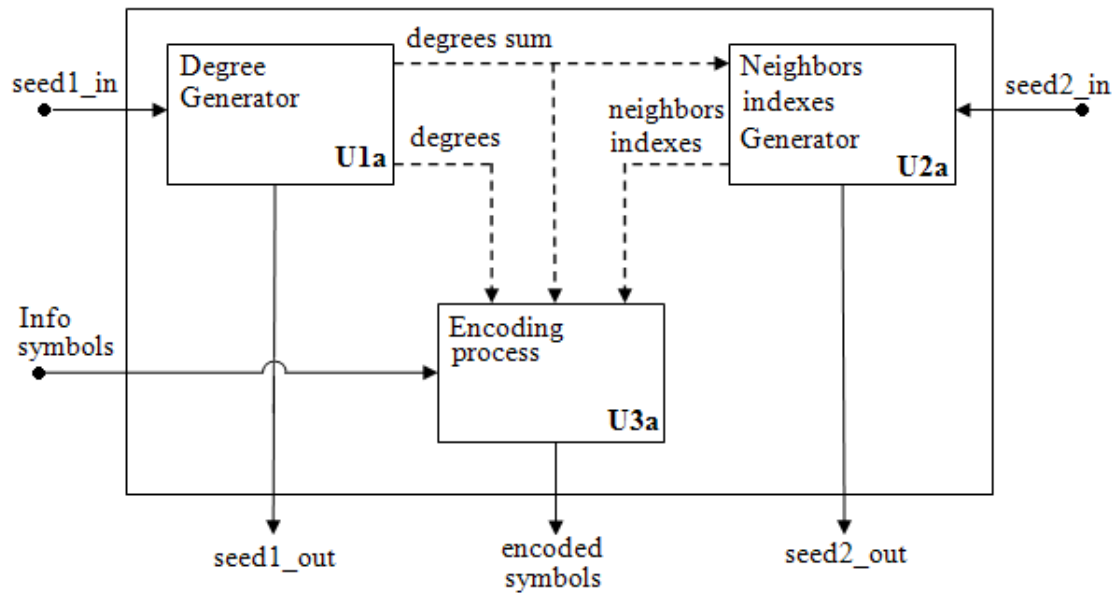 degrees sum
Degree
Generator
U1a
Neighbors
indexes
Generator
U2a
seed1_in
seed2_in
neighbors
indexes
degrees
Info
symbols
Encoding
process
U3a
seed1_out
encoded
symbols
seed2_out